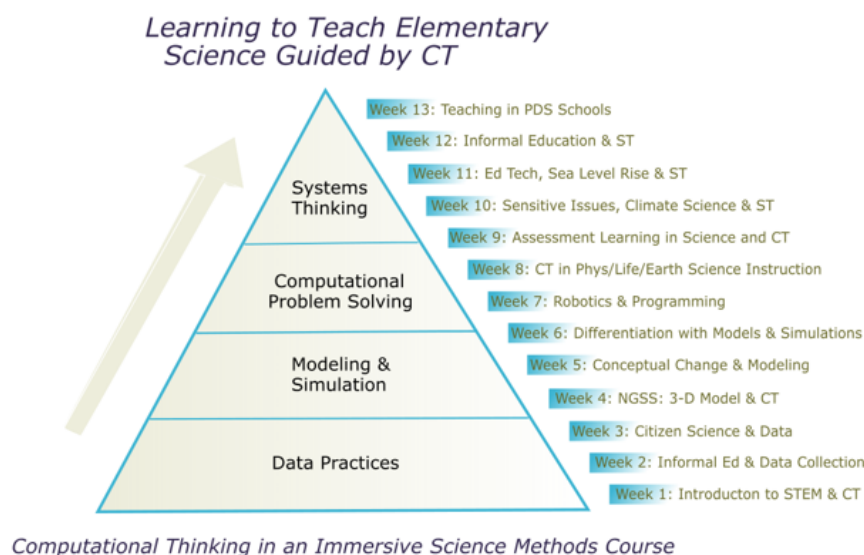 Learning to Teach Elementary
Science Guided by CT
Week 13: Teaching in PDS Schools
Week 12: Informal Education & ST
Week 11: Ed Tech, Sea Level Rise & ST
Week 10: Sensitive Issues, Climate Science & ST
Week 9: Assessment Learning in Science and CT
Week 8: CT in Phys/Life/Earth Science Instruction
Week 7: Robotics & Programming
Week 6: Differentiation with Models & Simulations
Week 5: Conceptual Change & Modeling
Week 4: NGSS: 3-D Model & CT
Week 3: Citizen Science & Data
Week 2: Informal Ed & Data Collection
Week 1: Introducton to STEM & CT
Systems
Thinking
Computational
Problem Solving
Modeling &
Simulation
Data Practices
Computational Thinking in an Immersive Science Methods Course